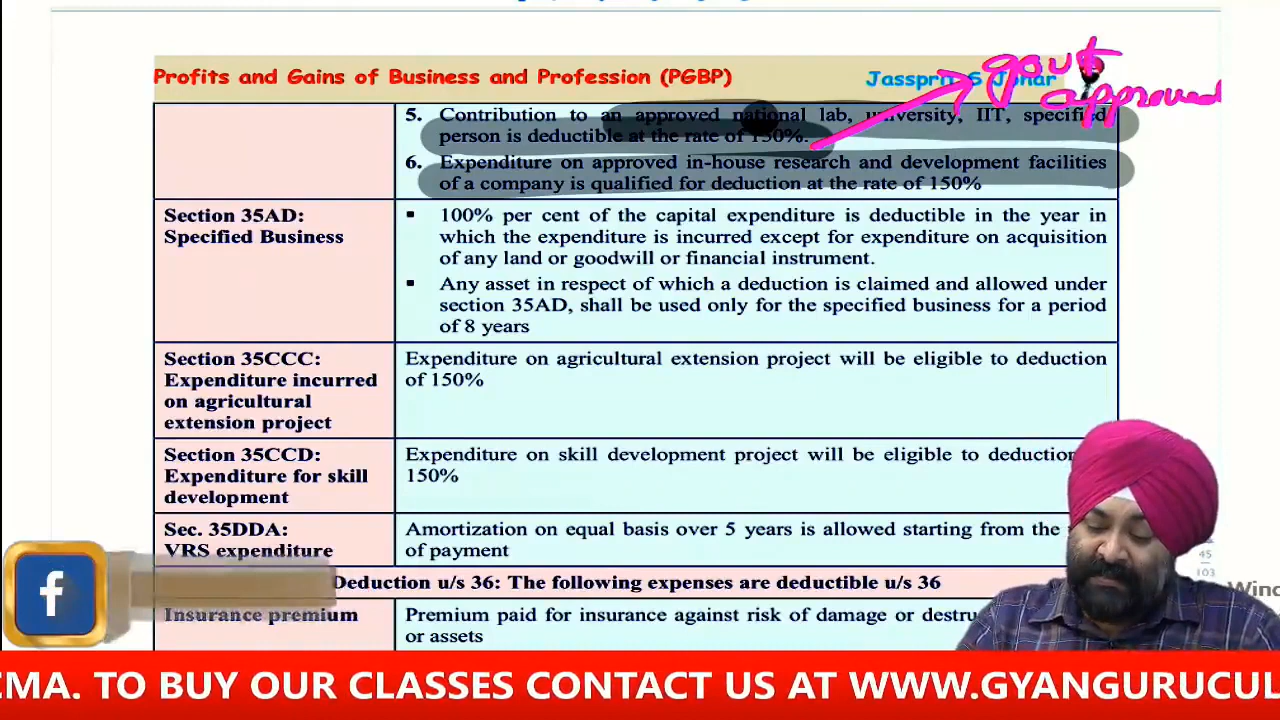 Profits and Gains of Business and Profession (PGBP)
Jassprit S Johar
govt
approved
5. Contribution to an approved national lab, university, IIT, specified
person is deductible at the rate of 150%.
6. Expenditure on approved in-house research and development facilities
of a company is qualified for deduction at the rate of 150%
Section 35AD:
Specified Business
▪ 100% per cent of the capital expenditure is deductible in the year in
which the expenditure is incurred except for expenditure on acquisition
of any land or goodwill or financial instrument.
▪ Any asset in respect of which a deduction is claimed and allowed under
section 35AD, shall be used only for the specified business for a period
of 8 years
Section 35CCC:
Expenditure incurred
on agricultural
extension project
Expenditure on agricultural extension project will be eligible to deduction
of 150%
Section 35CCD:
Expenditure for skill
development
Expenditure on skill development project will be eligible to deduction
150%
Sec. 35DDA:
VRS expenditure
Amortization on equal basis over 5 years is allowed starting from the
of payment
Deduction u/s 36: The following expenses are deductible u/s 36
Insurance premium
Premium paid for insurance against risk of damage or destruc
or assets
45
103
Wind
f
EMA. TO BUY OUR CLASSES CONTACT US AT WWW.GYANGURUCUL